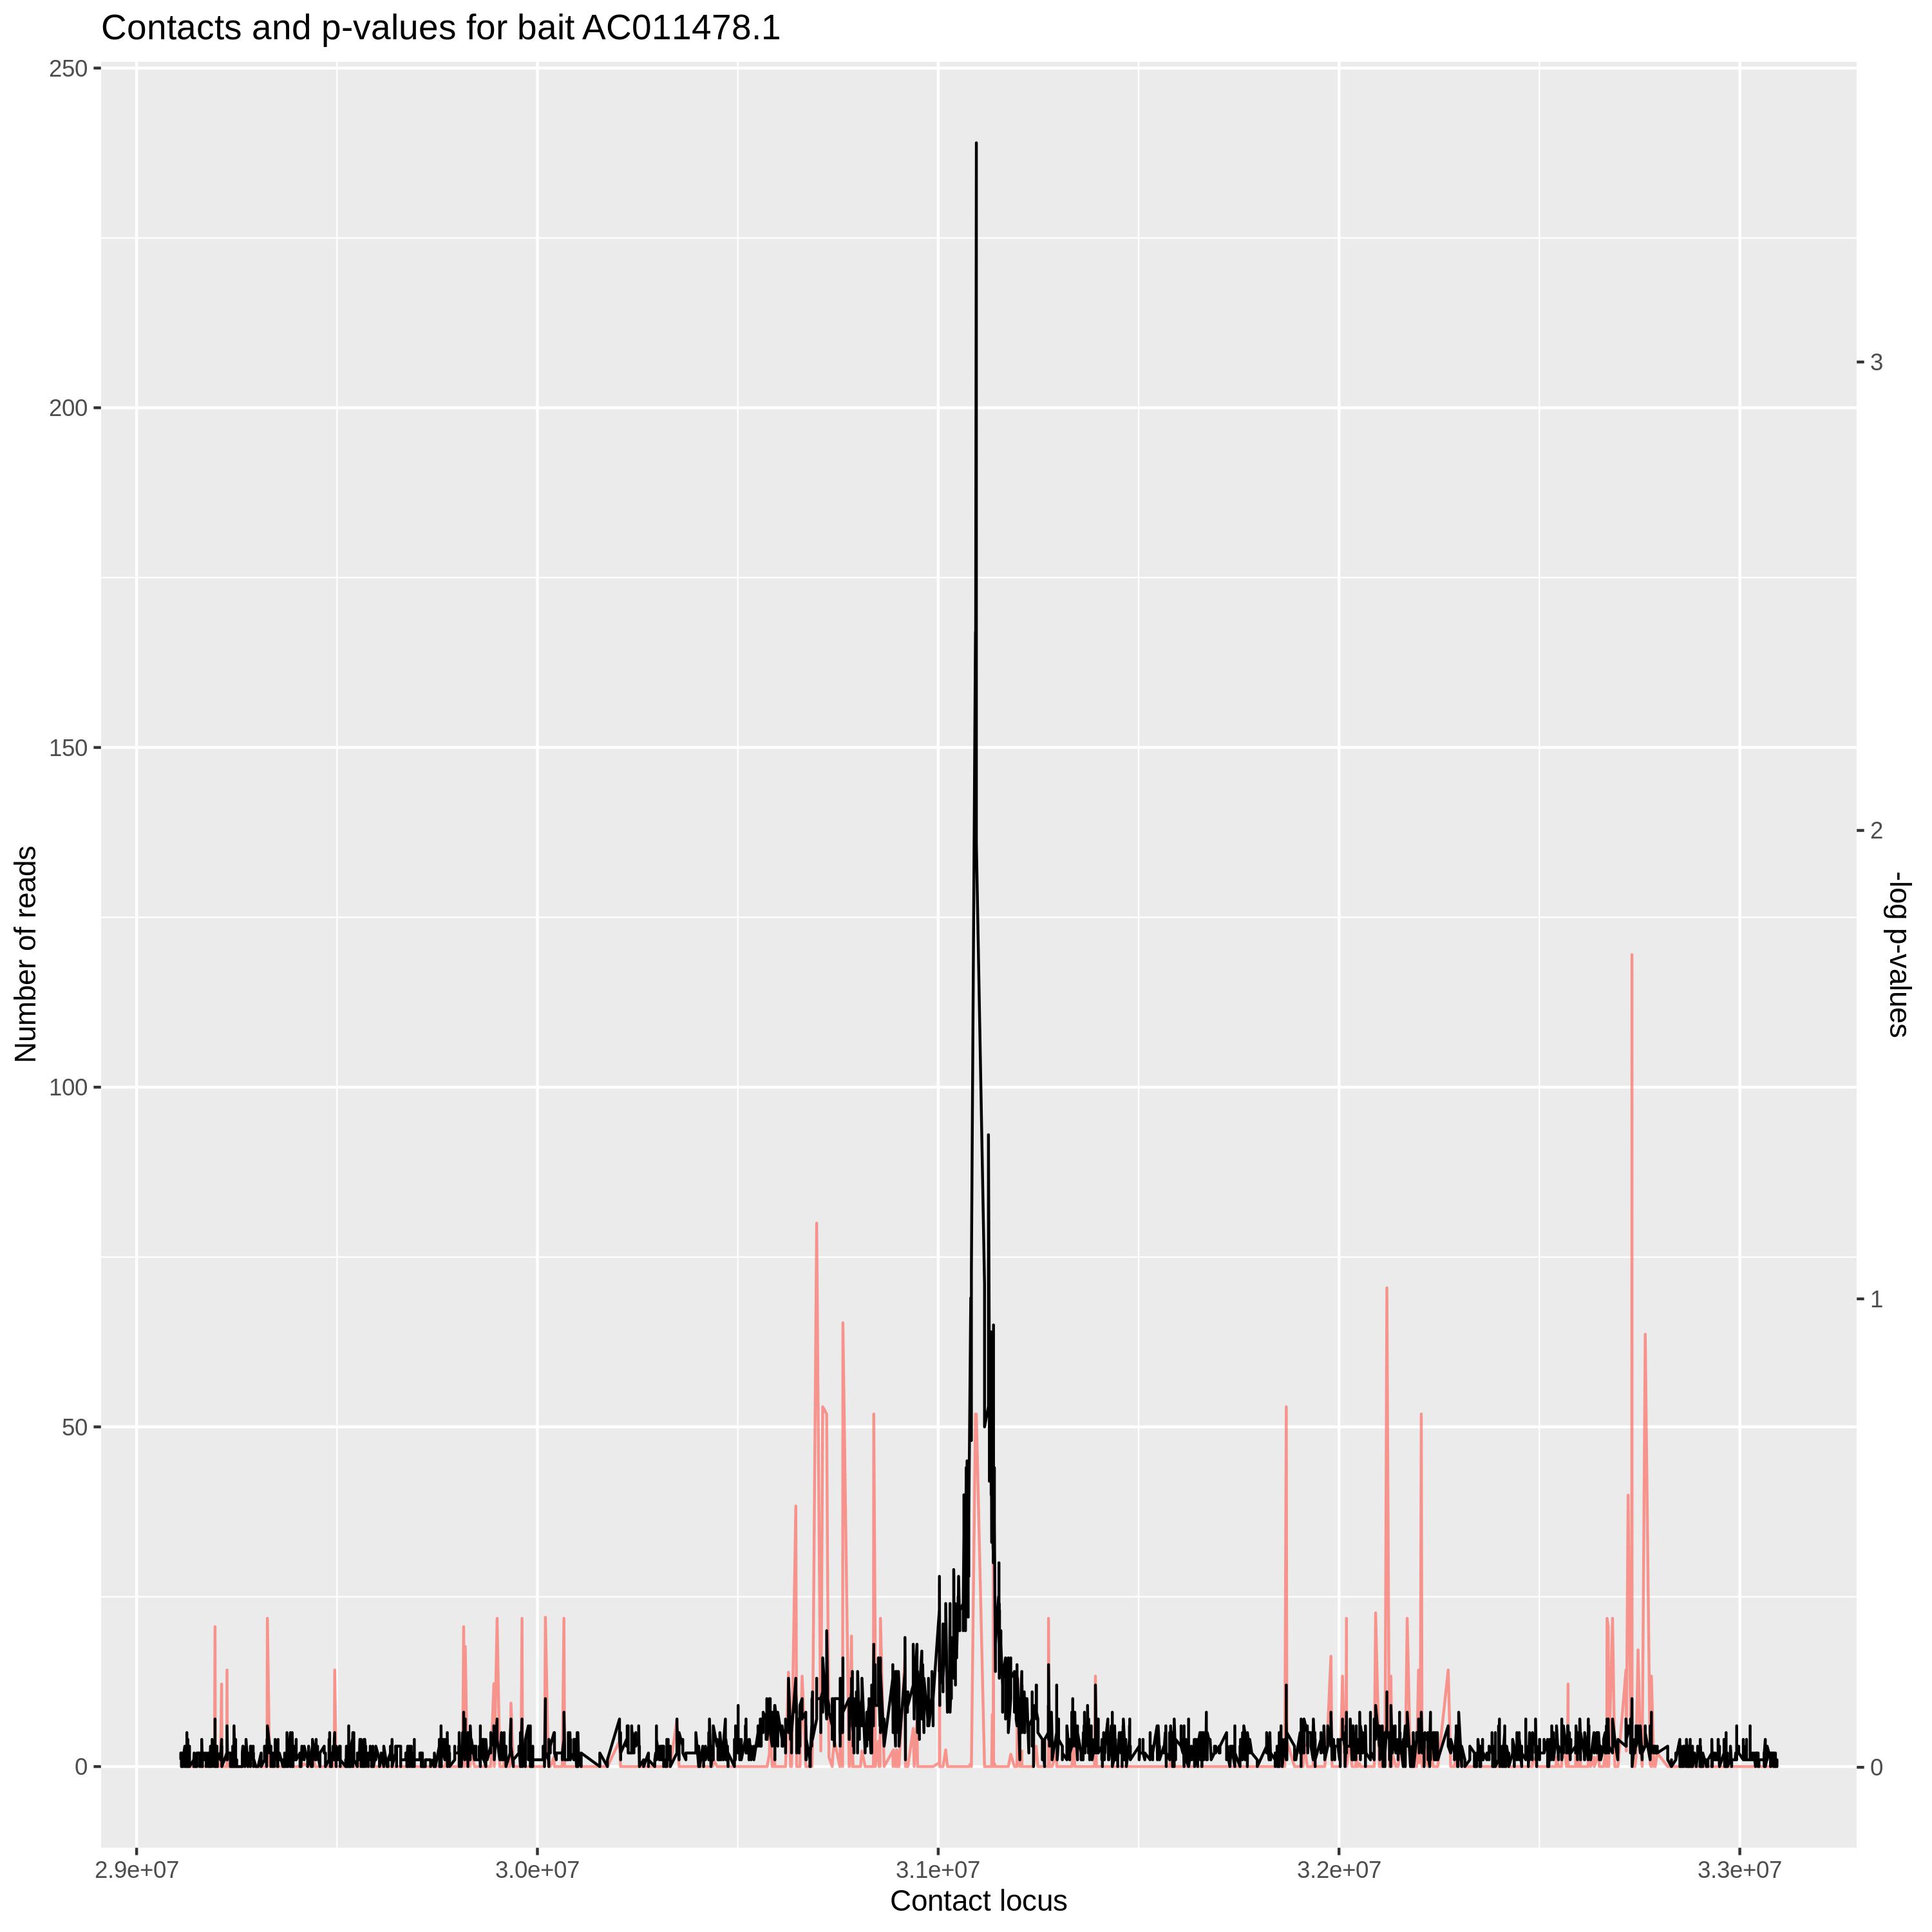 Contacts and p-values for bait AC011478.1
250
200
150
100
50
0
Number of reads
3
2
1
0
-log p-values
2.9e+07 3.0e+07 3.1e+07 3.2e+07 3.3e+07
Contact locus